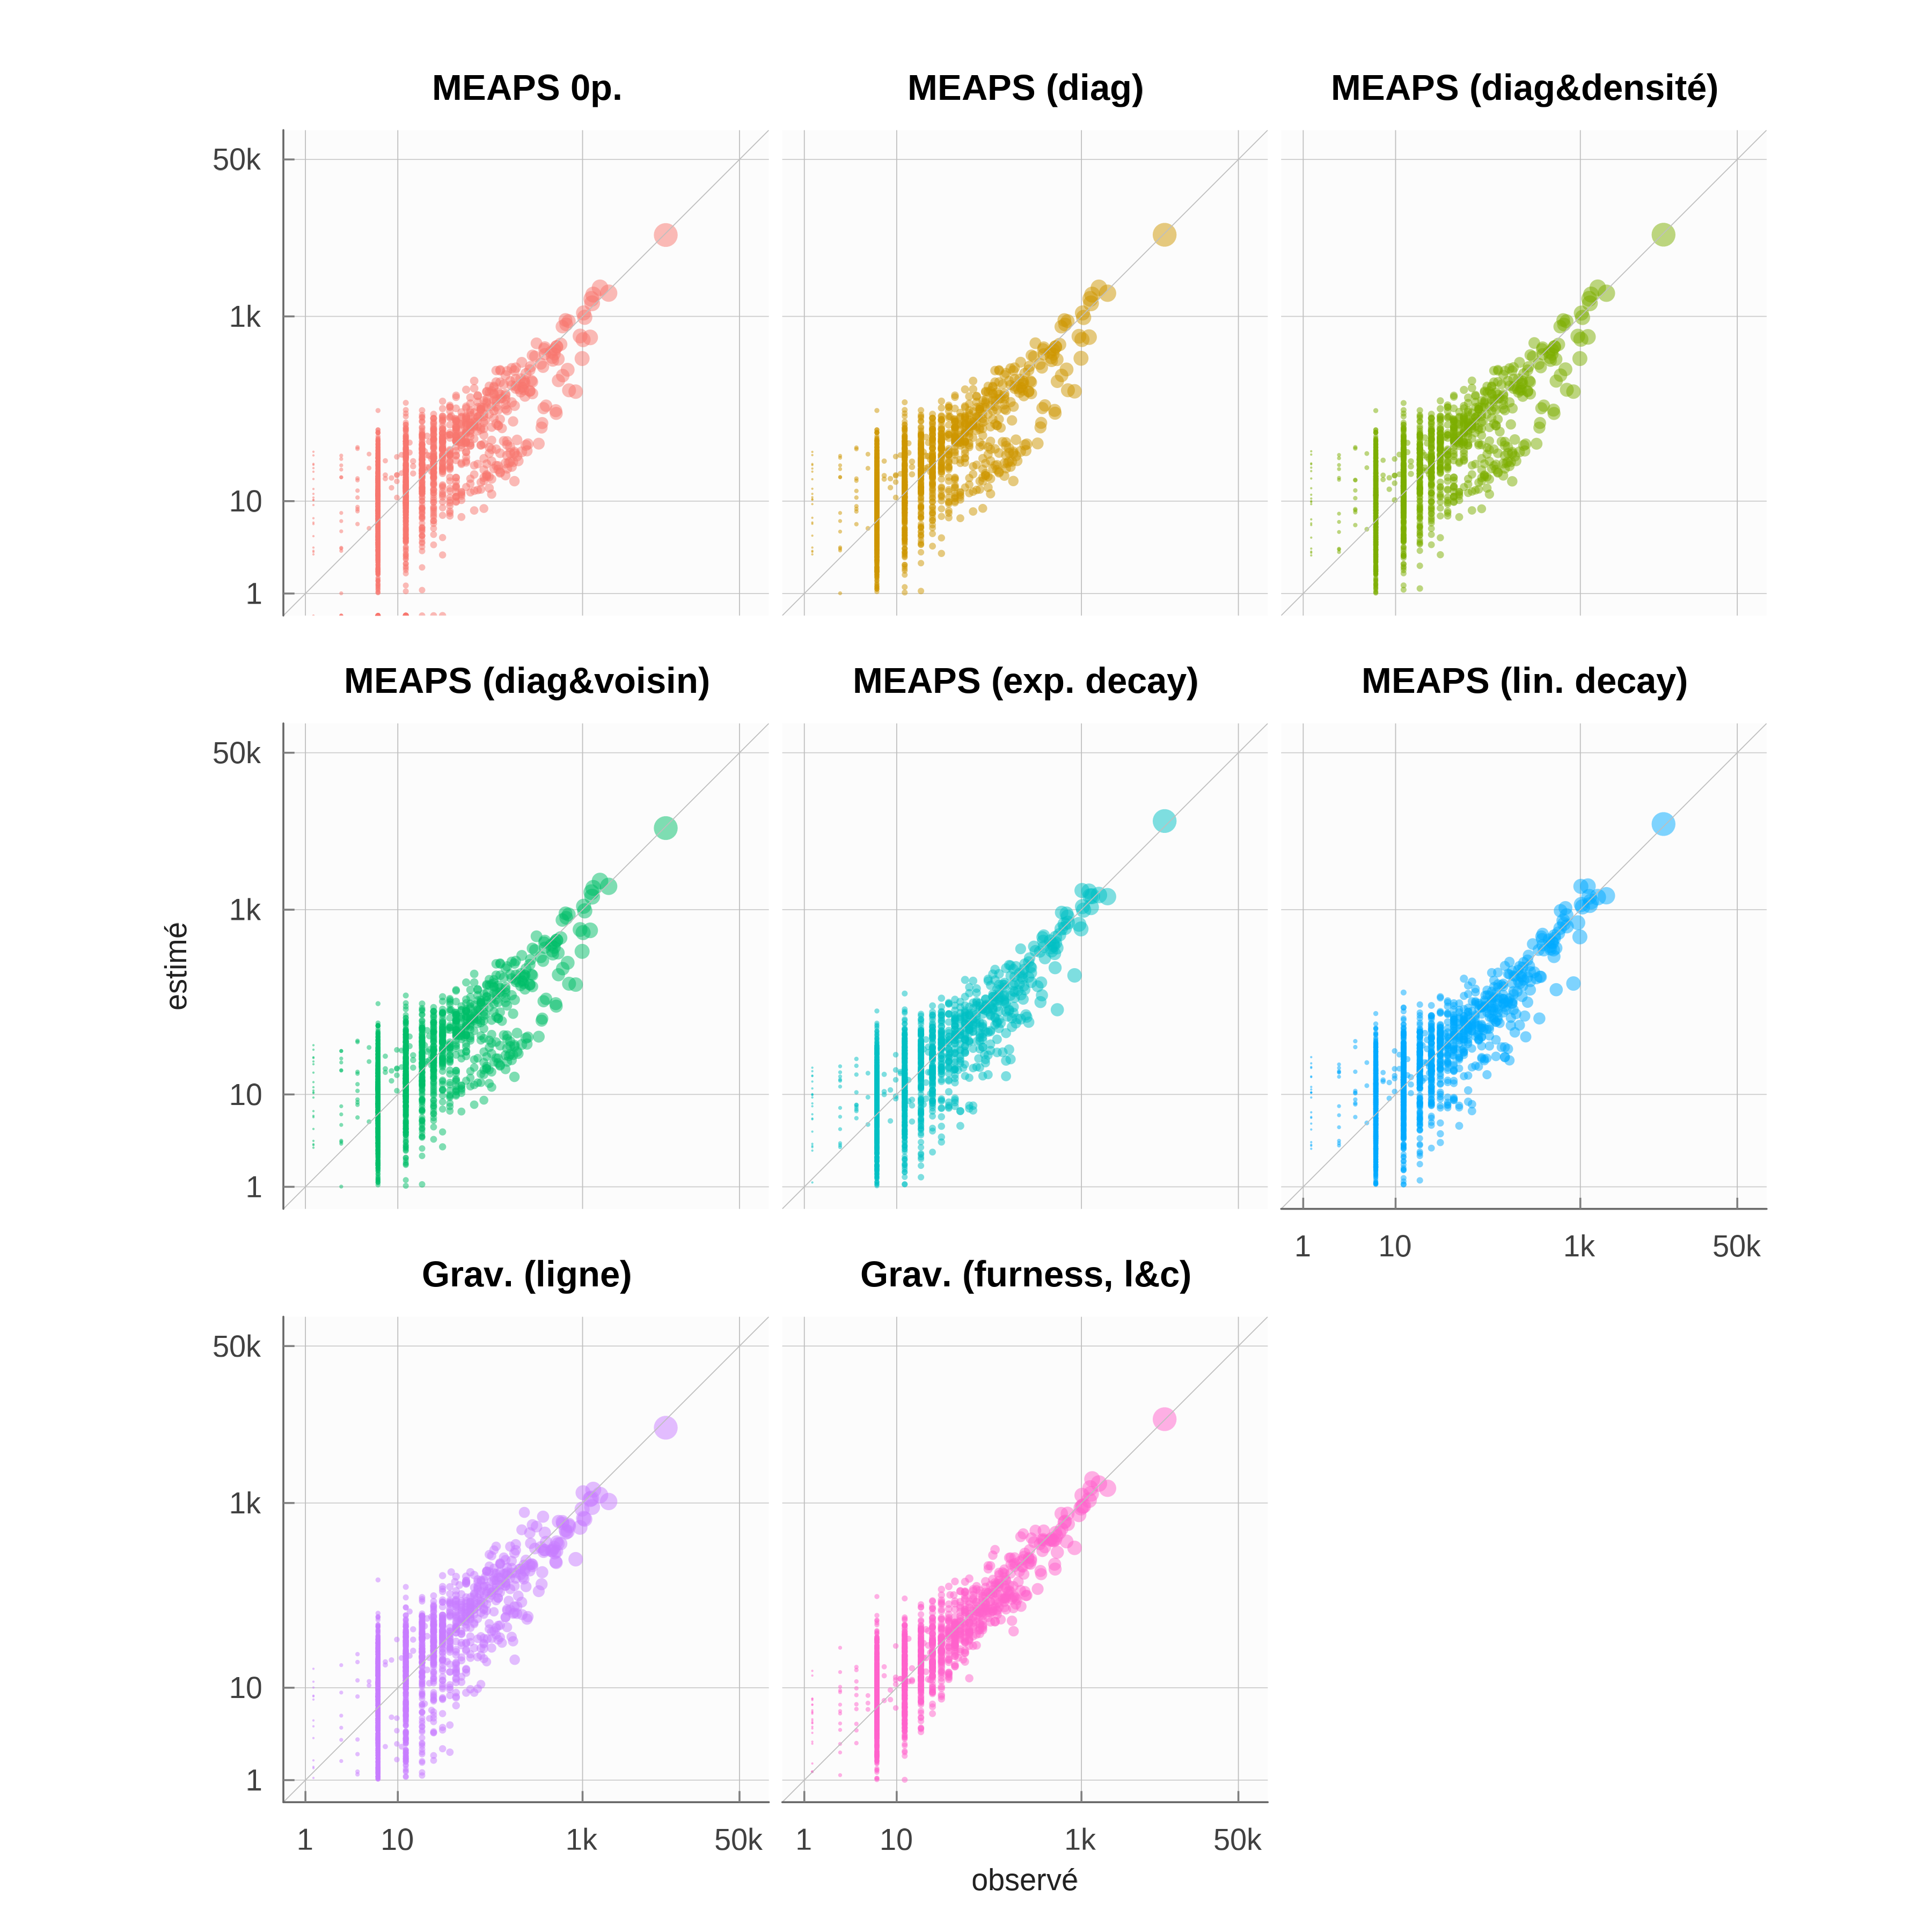 MEAPS 0p.
MEAPS (diag)
MEAPS (diag&densité)
50k
1k
10
1
MEAPS (diag&voisin)
MEAPS (exp. decay)
MEAPS (lin. decay)
50k
1k
10
1
1 10 1k 50k
estimé
Grav. (ligne)
Grav. (furness, l&c)
50k
1k
10
1
1 10 1k 50k
1 10 1k 50k
observé